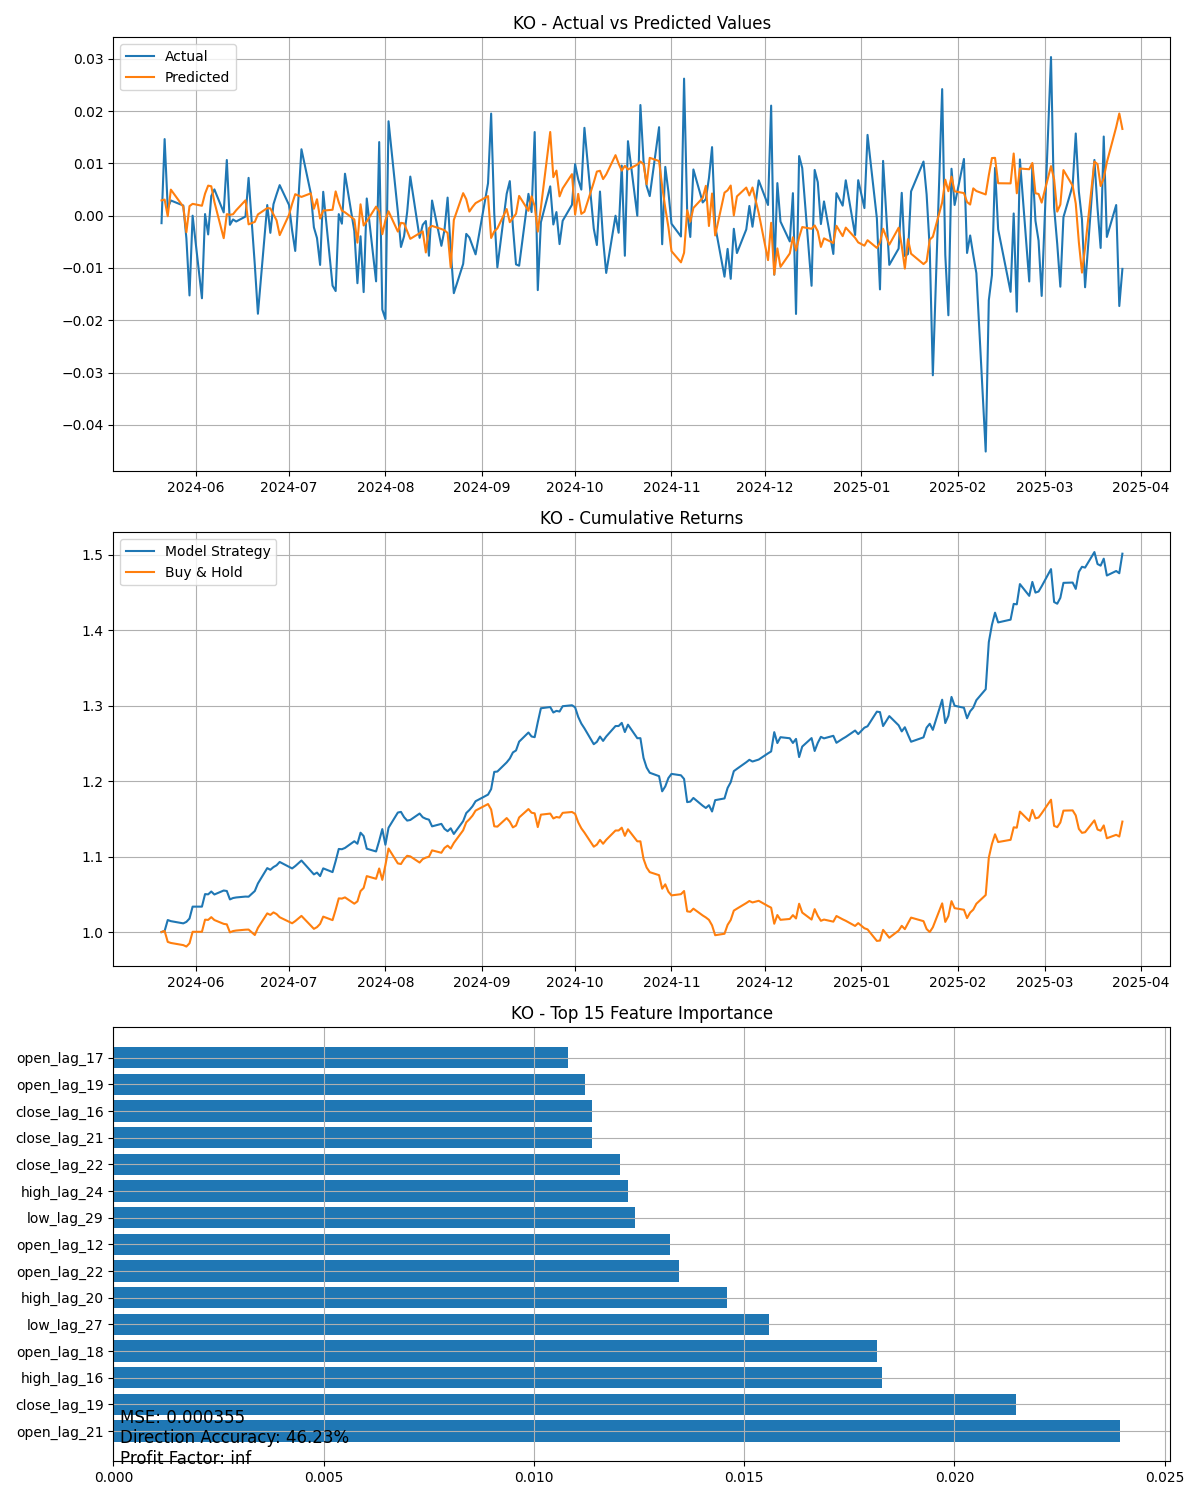 KO - Actual vs Predicted Values
Actual
Predicted
0.03
0.02
0.01
0.00
−0.01
−0.02
−0.03
−0.04
2024-06 2024-07 2024-08 2024-09 2024-10 2024-11 2024-12 2025-01 2025-02 2025-03 2025-04
KO - Cumulative Returns
Model Strategy
Buy & Hold
1.5
1.4
1.3
1.2
1.1
1.0
2024-06 2024-07 2024-08 2024-09 2024-10 2024-11 2024-12 2025-01 2025-02 2025-03 2025-04
KO - Top 15 Feature Importance
open_lag_17
open_lag_19
close_lag_16
close_lag_21
close_lag_22
high_lag_24
low_lag_29
open_lag_12
open_lag_22
high_lag_20
low_lag_27
open_lag_18
high_lag_16
close_lag_19
open_lag_21
MSE: 0.000355
Direction Accuracy: 46.23%
Profit Factor: inf
0.000 0.005 0.010 0.015 0.020 0.025